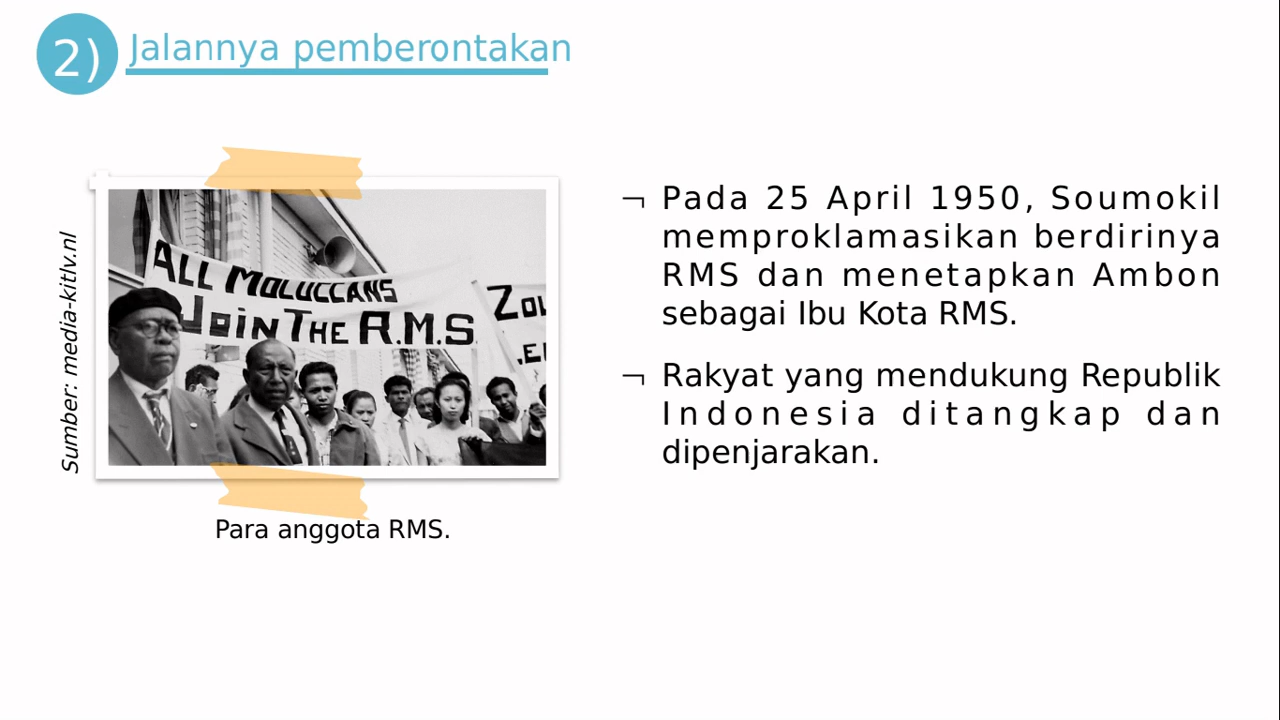 2) Jalannya pemberontakan
Sumber: media-kitlv.nl
ALL MOLUCCANS
JOIN THE R.M.S.
Para anggota RMS.
¬ Pada 25 April 1950, Soumokil
memproklamasikan berdirinya
RMS dan menetapkan Ambon
sebagai Ibu Kota RMS.
¬ Rakyat yang mendukung Republik
Indonesia ditangkap dan
dipenjarakan.